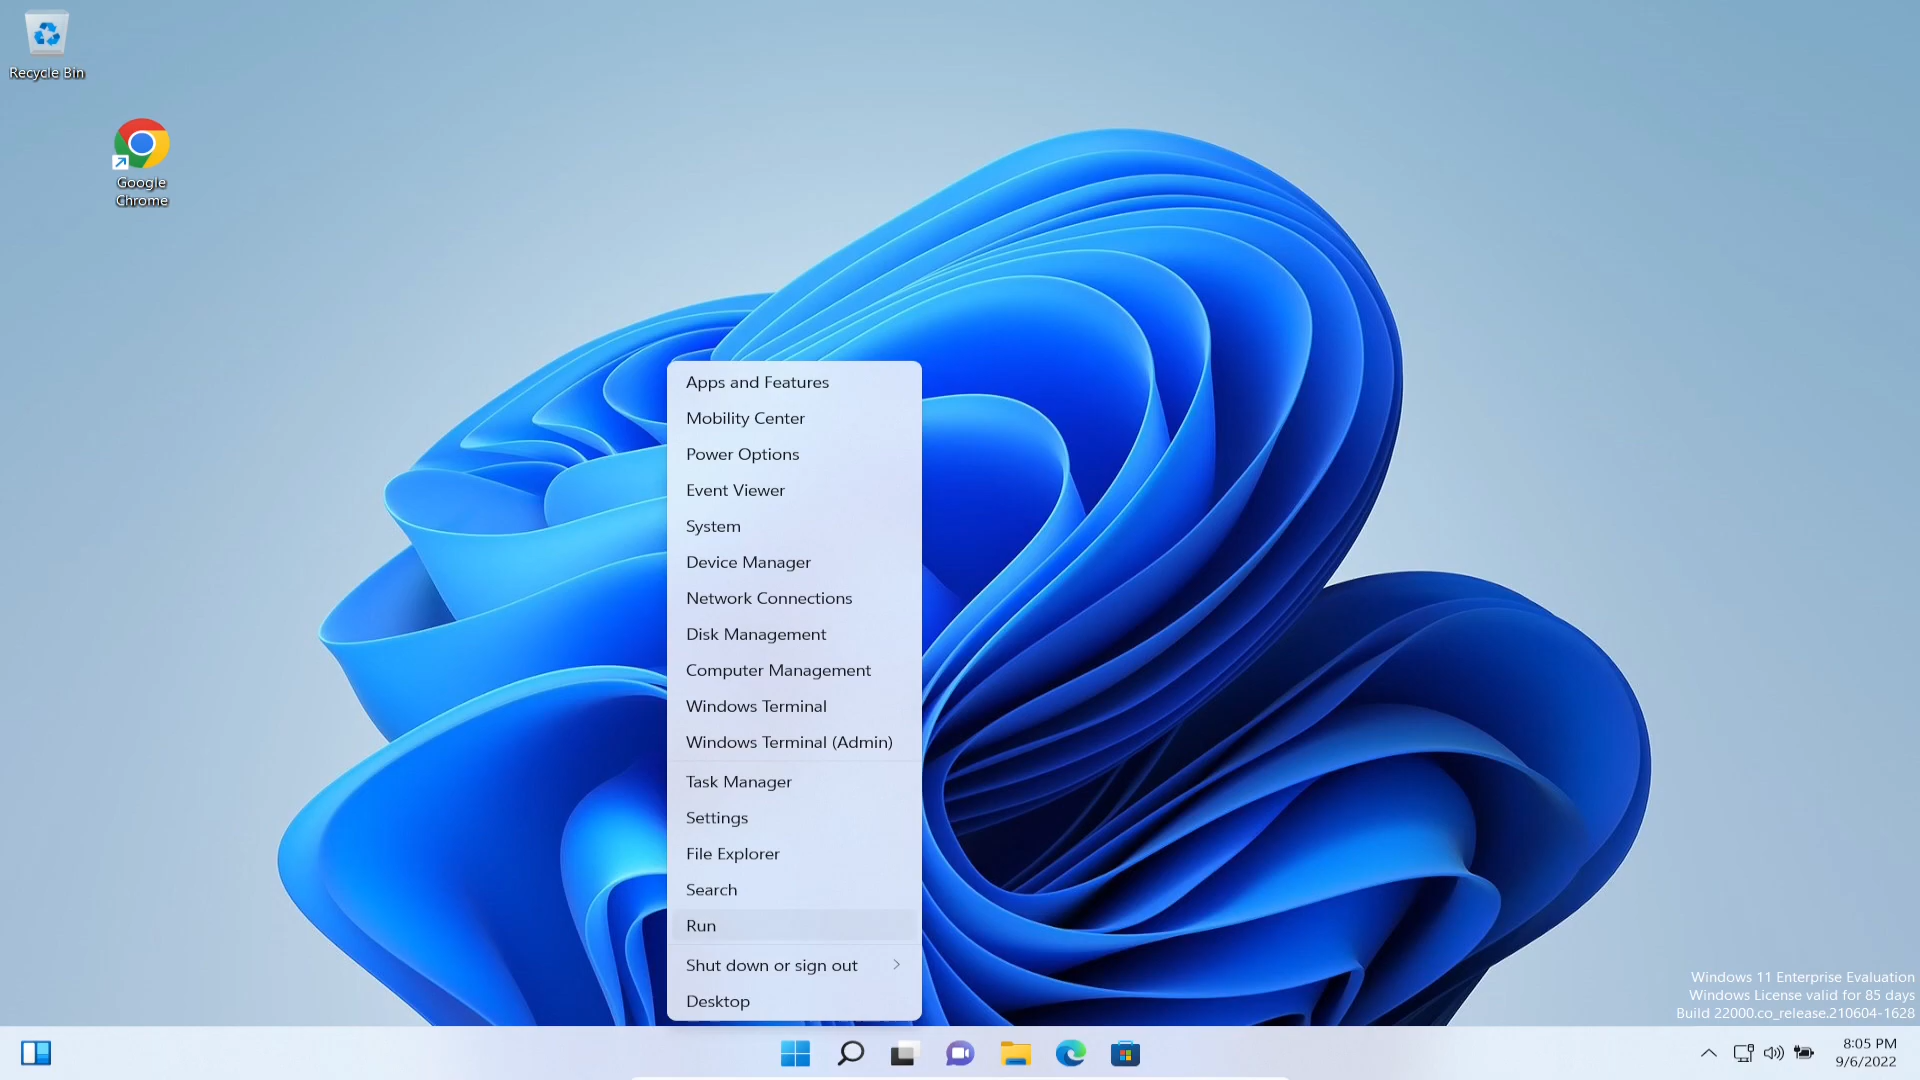 Recycle Bin
Google
Chrome
Apps and Features
Mobility Center
Power Options
Event Viewer
System
Device Manager
Network Connections
Disk Management
Computer Management
Windows Terminal
Windows Terminal (Admin)
Task Manager
Settings
File Explorer
Search
Run
Shut down or sign out
Desktop
Windows 11 Enterprise Evaluation
Windows License valid for 85 days
Build 22000.co_release.210604-1628
8:05 PM
9/6/2022